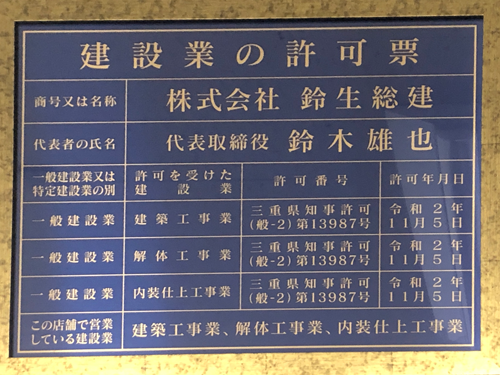 建設業の許可票
商号又は名称 株式会社 鈴生総建
代表者の氏名 代表取締役 鈴木雄也
一般建設業又は
特定建設業の別
許可を受けた
建設業
許可番号
許可年月日
一般建設業
建築工事業
三重県知事許可
(般-2)第13987号
令和2年
11月5日
一般建設業
解体工事業
三重県知事許可
(般-2)第13987号
令和2年
11月5日
一般建設業
内装仕上工事業
三重県知事許可
(般-2)第13987号
令和2年
11月5日
この店舗で営業
している建設業
建築工事業、解体工事業、内装仕上工事業